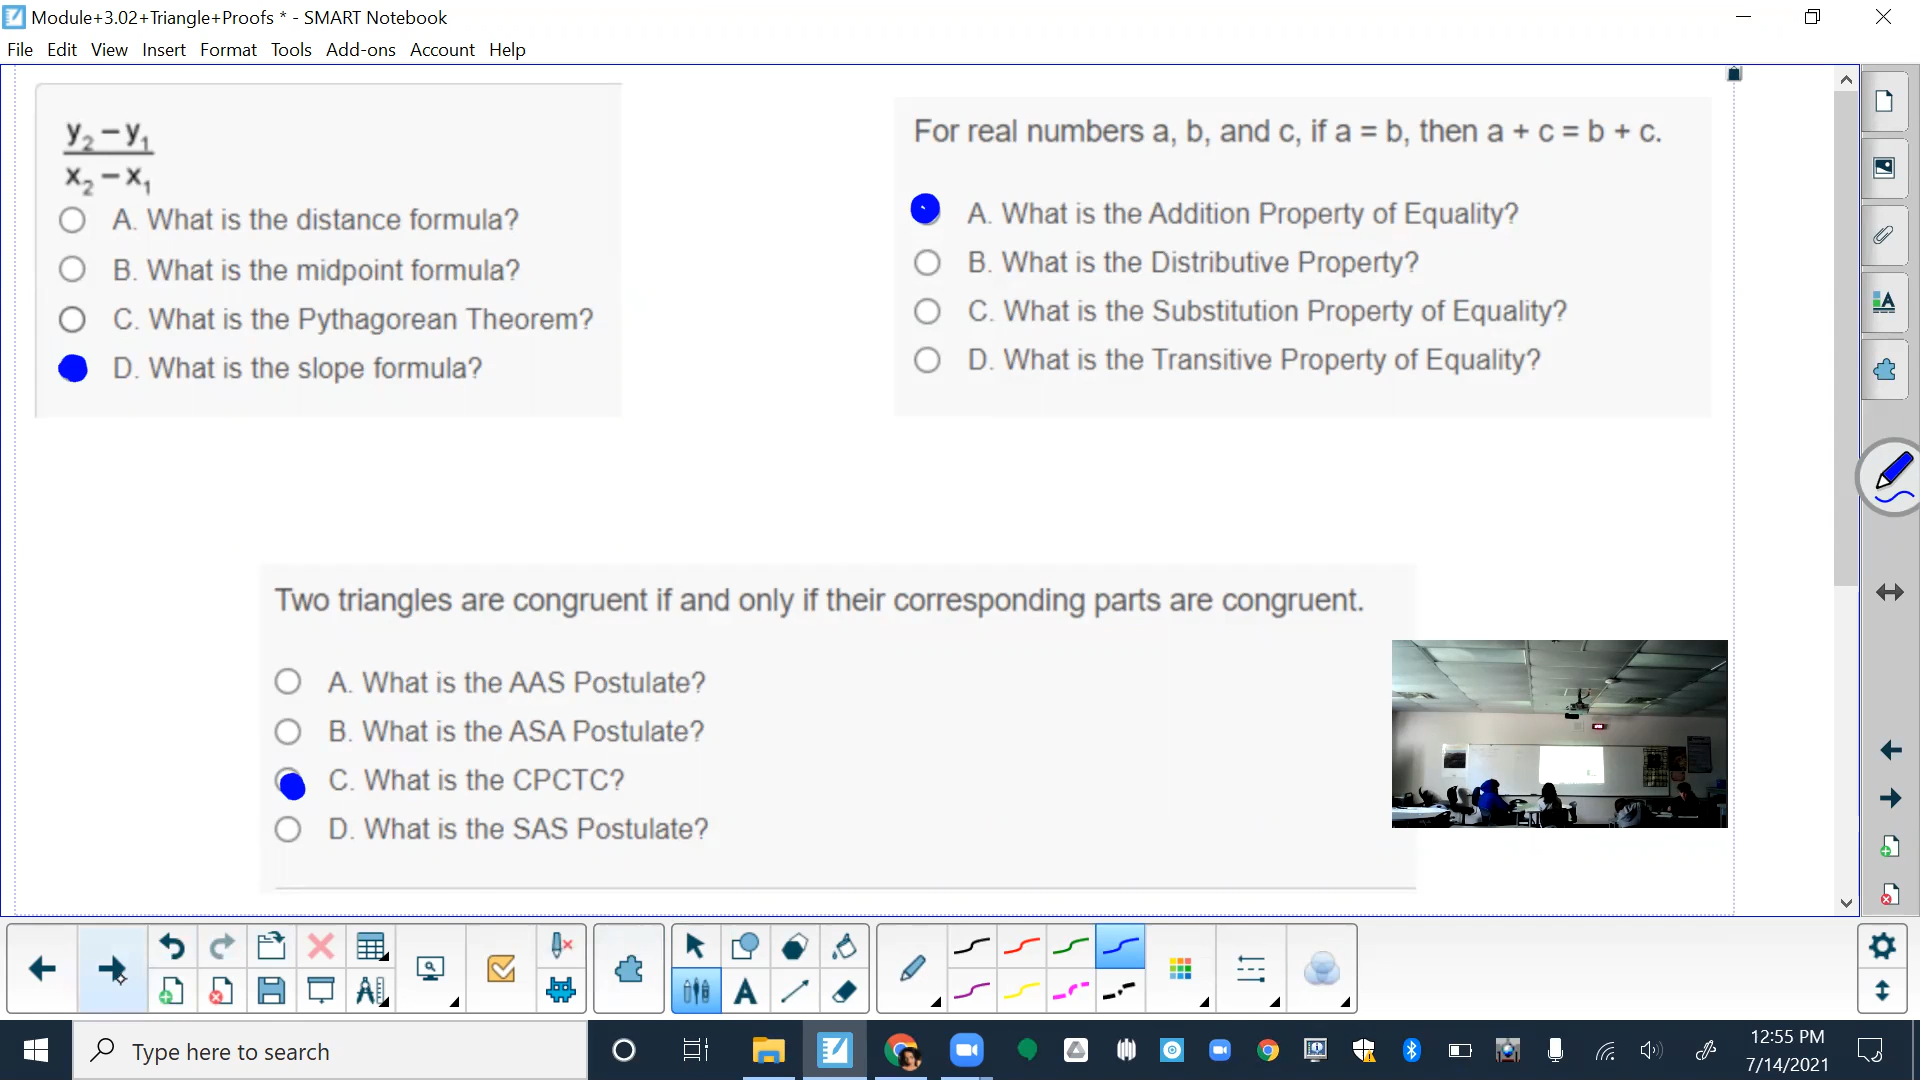 Module+3.02+Triangle+Proofs * - SMART Notebook
File Edit View Insert Format Tools Add-ons Account Help
y₂ – y₁
x₂ – x₁
A. What is the distance formula?
B. What is the midpoint formula?
C. What is the Pythagorean Theorem?
D. What is the slope formula?
For real numbers a, b, and c, if a = b, then a + c = b + c.
A. What is the Addition Property of Equality?
B. What is the Distributive Property?
C. What is the Substitution Property of Equality?
D. What is the Transitive Property of Equality?
Two triangles are congruent if and only if their corresponding parts are congruent.
A. What is the AAS Postulate?
B. What is the ASA Postulate?
C. What is the CPCTC?
D. What is the SAS Postulate?
Type here to search
12:55 PM
7/14/2021